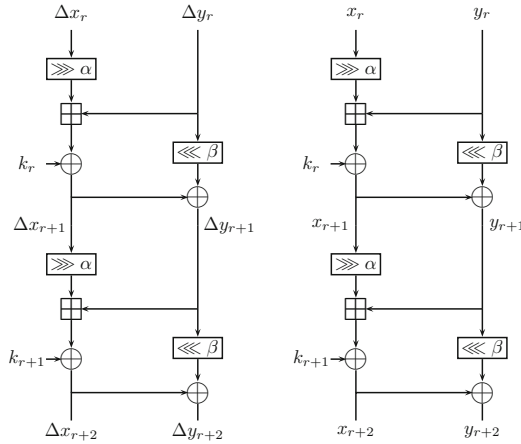 Δx_r Δy_r x_r y_r
⋙ α ⋙ α
⋘ β ⋘ β
k_r k_r
Δx_{r+1} Δy_{r+1} x_{r+1} y_{r+1}
⋙ α ⋙ α
⋘ β ⋘ β
k_{r+1} k_{r+1}
Δx_{r+2} Δy_{r+2} x_{r+2} y_{r+2}